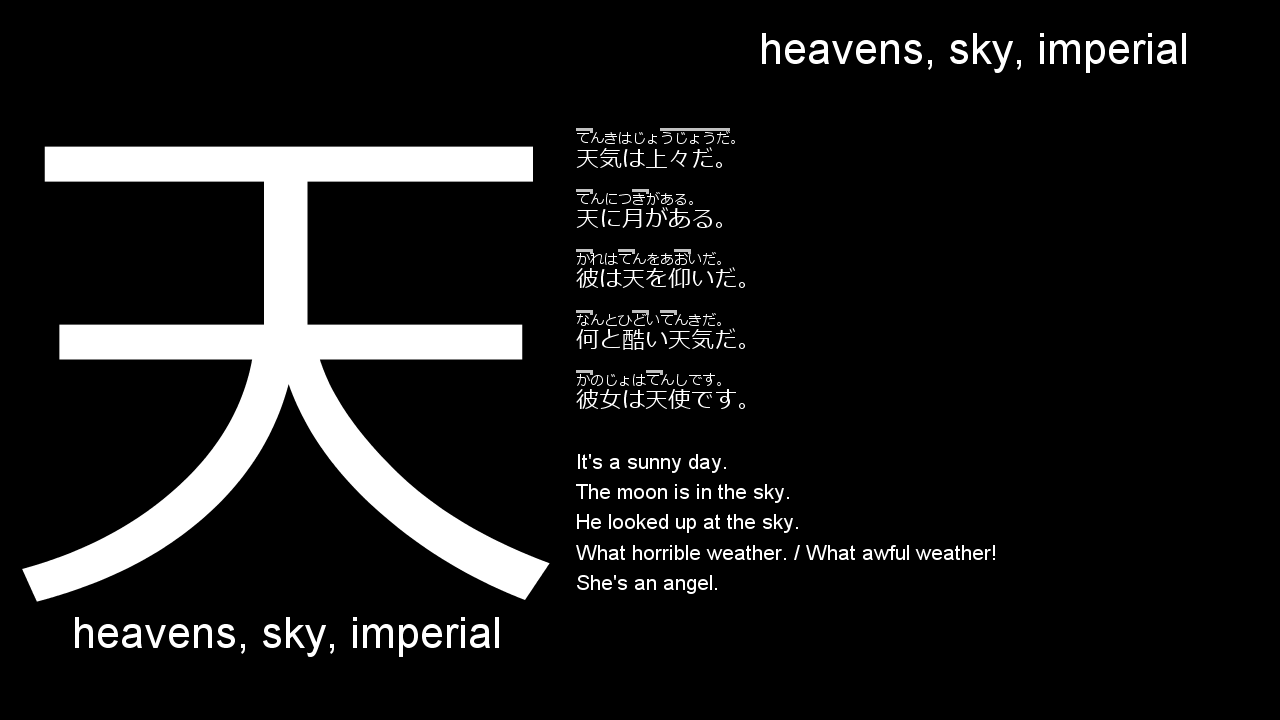 heavens, sky, imperial
天
heavens, sky, imperial
てんきはじょうじょうだ。
天気は上々だ。
てんにつきがある。
天に月がある。
かれはてんをあおいだ。
彼は天を仰いだ。
なんとひどいてんきだ。
何と酷い天気だ。
かのじょはてんしです。
彼女は天使です。
It's a sunny day.
The moon is in the sky.
He looked up at the sky.
What horrible weather. / What awful weather!
She's an angel.